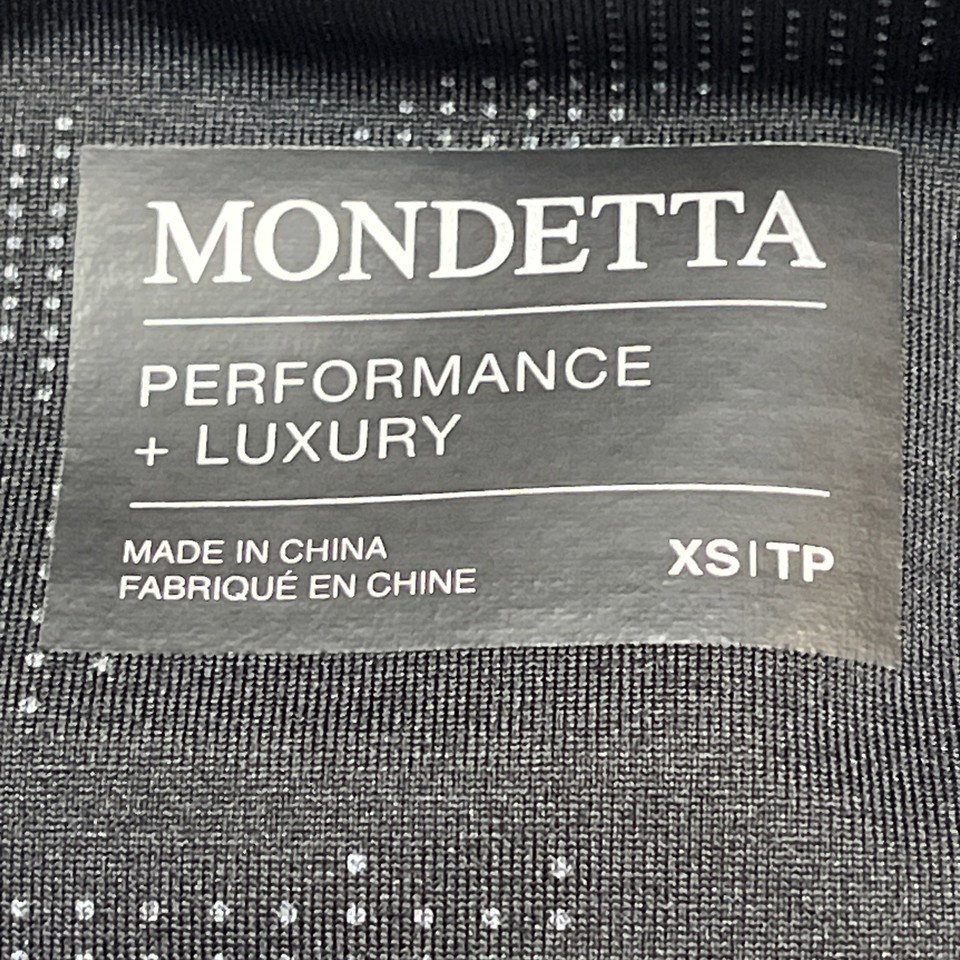 MONDETTA
PERFORMANCE
+ LUXURY
MADE IN CHINA
FABRIQUÉ EN CHINE
XS|TP